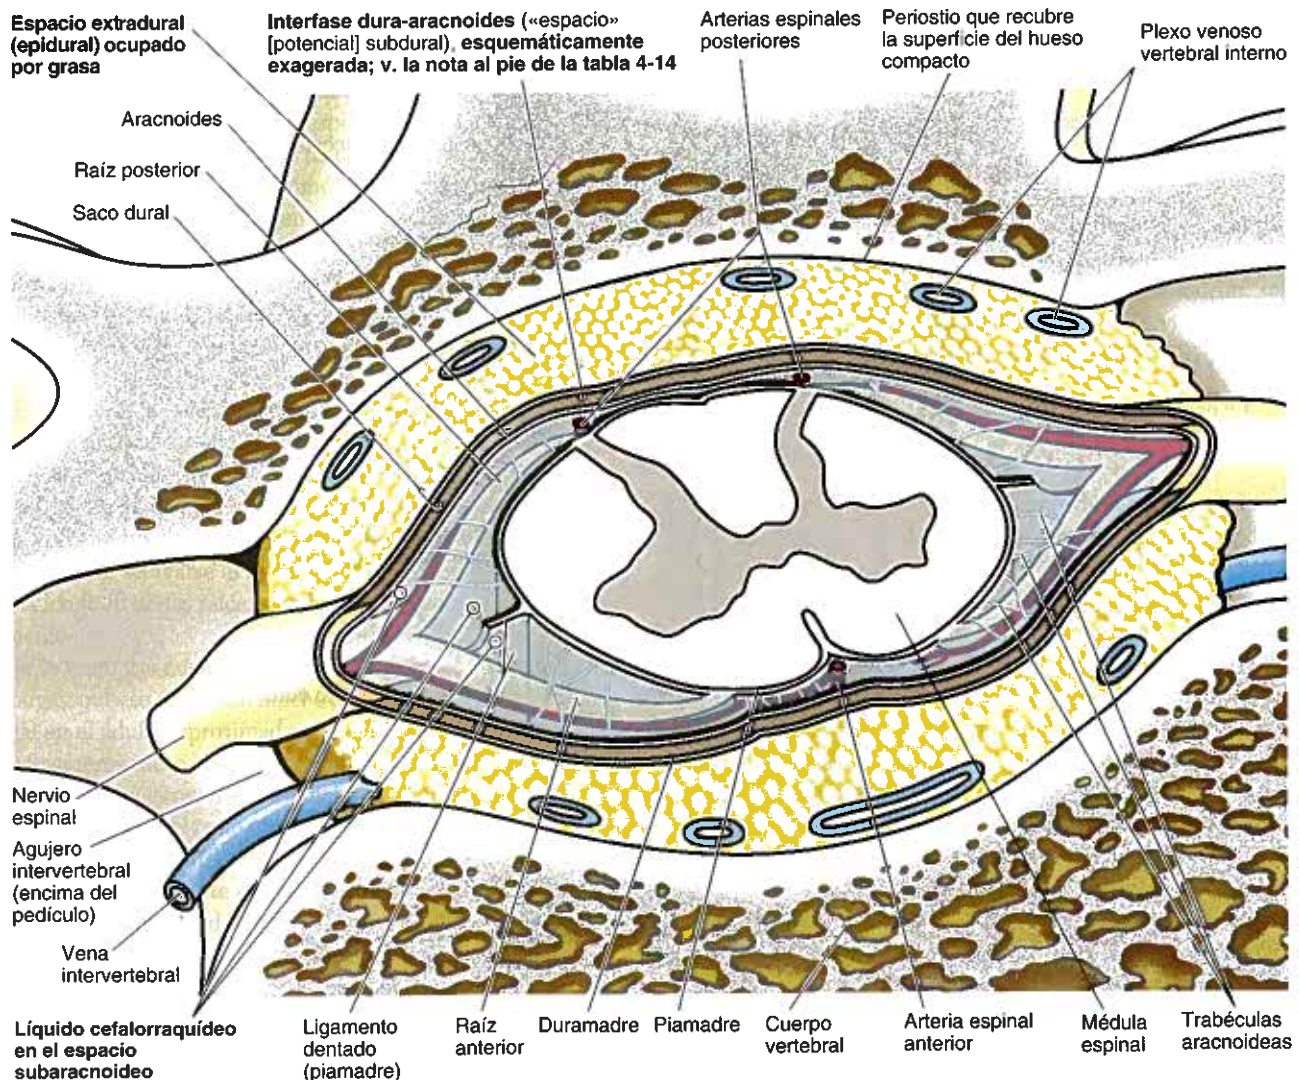 Espacio extradural
(epidural) ocupado
por grasa
Interfase dura-aracnoides («espacio»
[potencial] subdural), esquemáticamente
exagerada; v. la nota al pie de la tabla 4-14
Arterias espinales
posteriores
Periostio que recubre
la superficie del hueso
compacto
Plexo venoso
vertebral interno
Aracnoides
Raíz posterior
Saco dural
Nervio
espinal
Agujero
intervertebral
(encima del
pedículo)
Vena
intervertebral
Líquido cefalorraquídeo
en el espacio
subaracnoideo
Ligamento
dentado
(piamadre)
Raíz
anterior
Duramadre
Piamadre
Cuerpo
vertebral
Arteria espinal
anterior
Médula
espinal
Trabéculas
aracnoideas